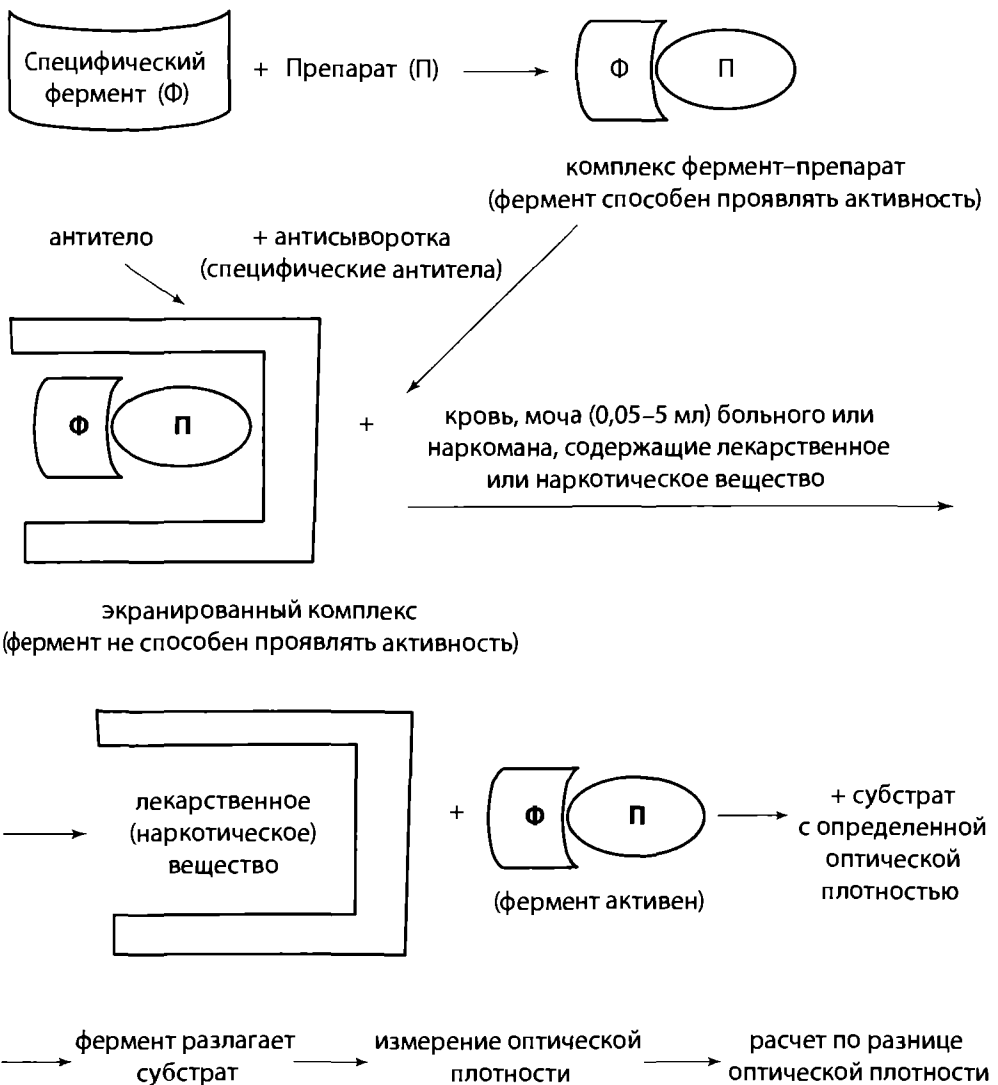 Специфический
фермент (Ф)
+ Препарат (П)
Ф
П
комплекс фермент–препарат
(фермент способен проявлять активность)
антитело
+ антисыворотка
(специфические антитела)
Ф
П
+
кровь, моча (0,05–5 мл) больного или
наркомана, содержащие лекарственное
или наркотическое вещество
экранированный комплекс
(фермент не способен проявлять активность)
лекарственное
(наркотическое)
вещество
+
Ф
П
(фермент активен)
+ субстрат
с определенной
оптической
плотностью
фермент разлагает
субстрат
измерение оптической
плотности
расчет по разнице
оптической плотности